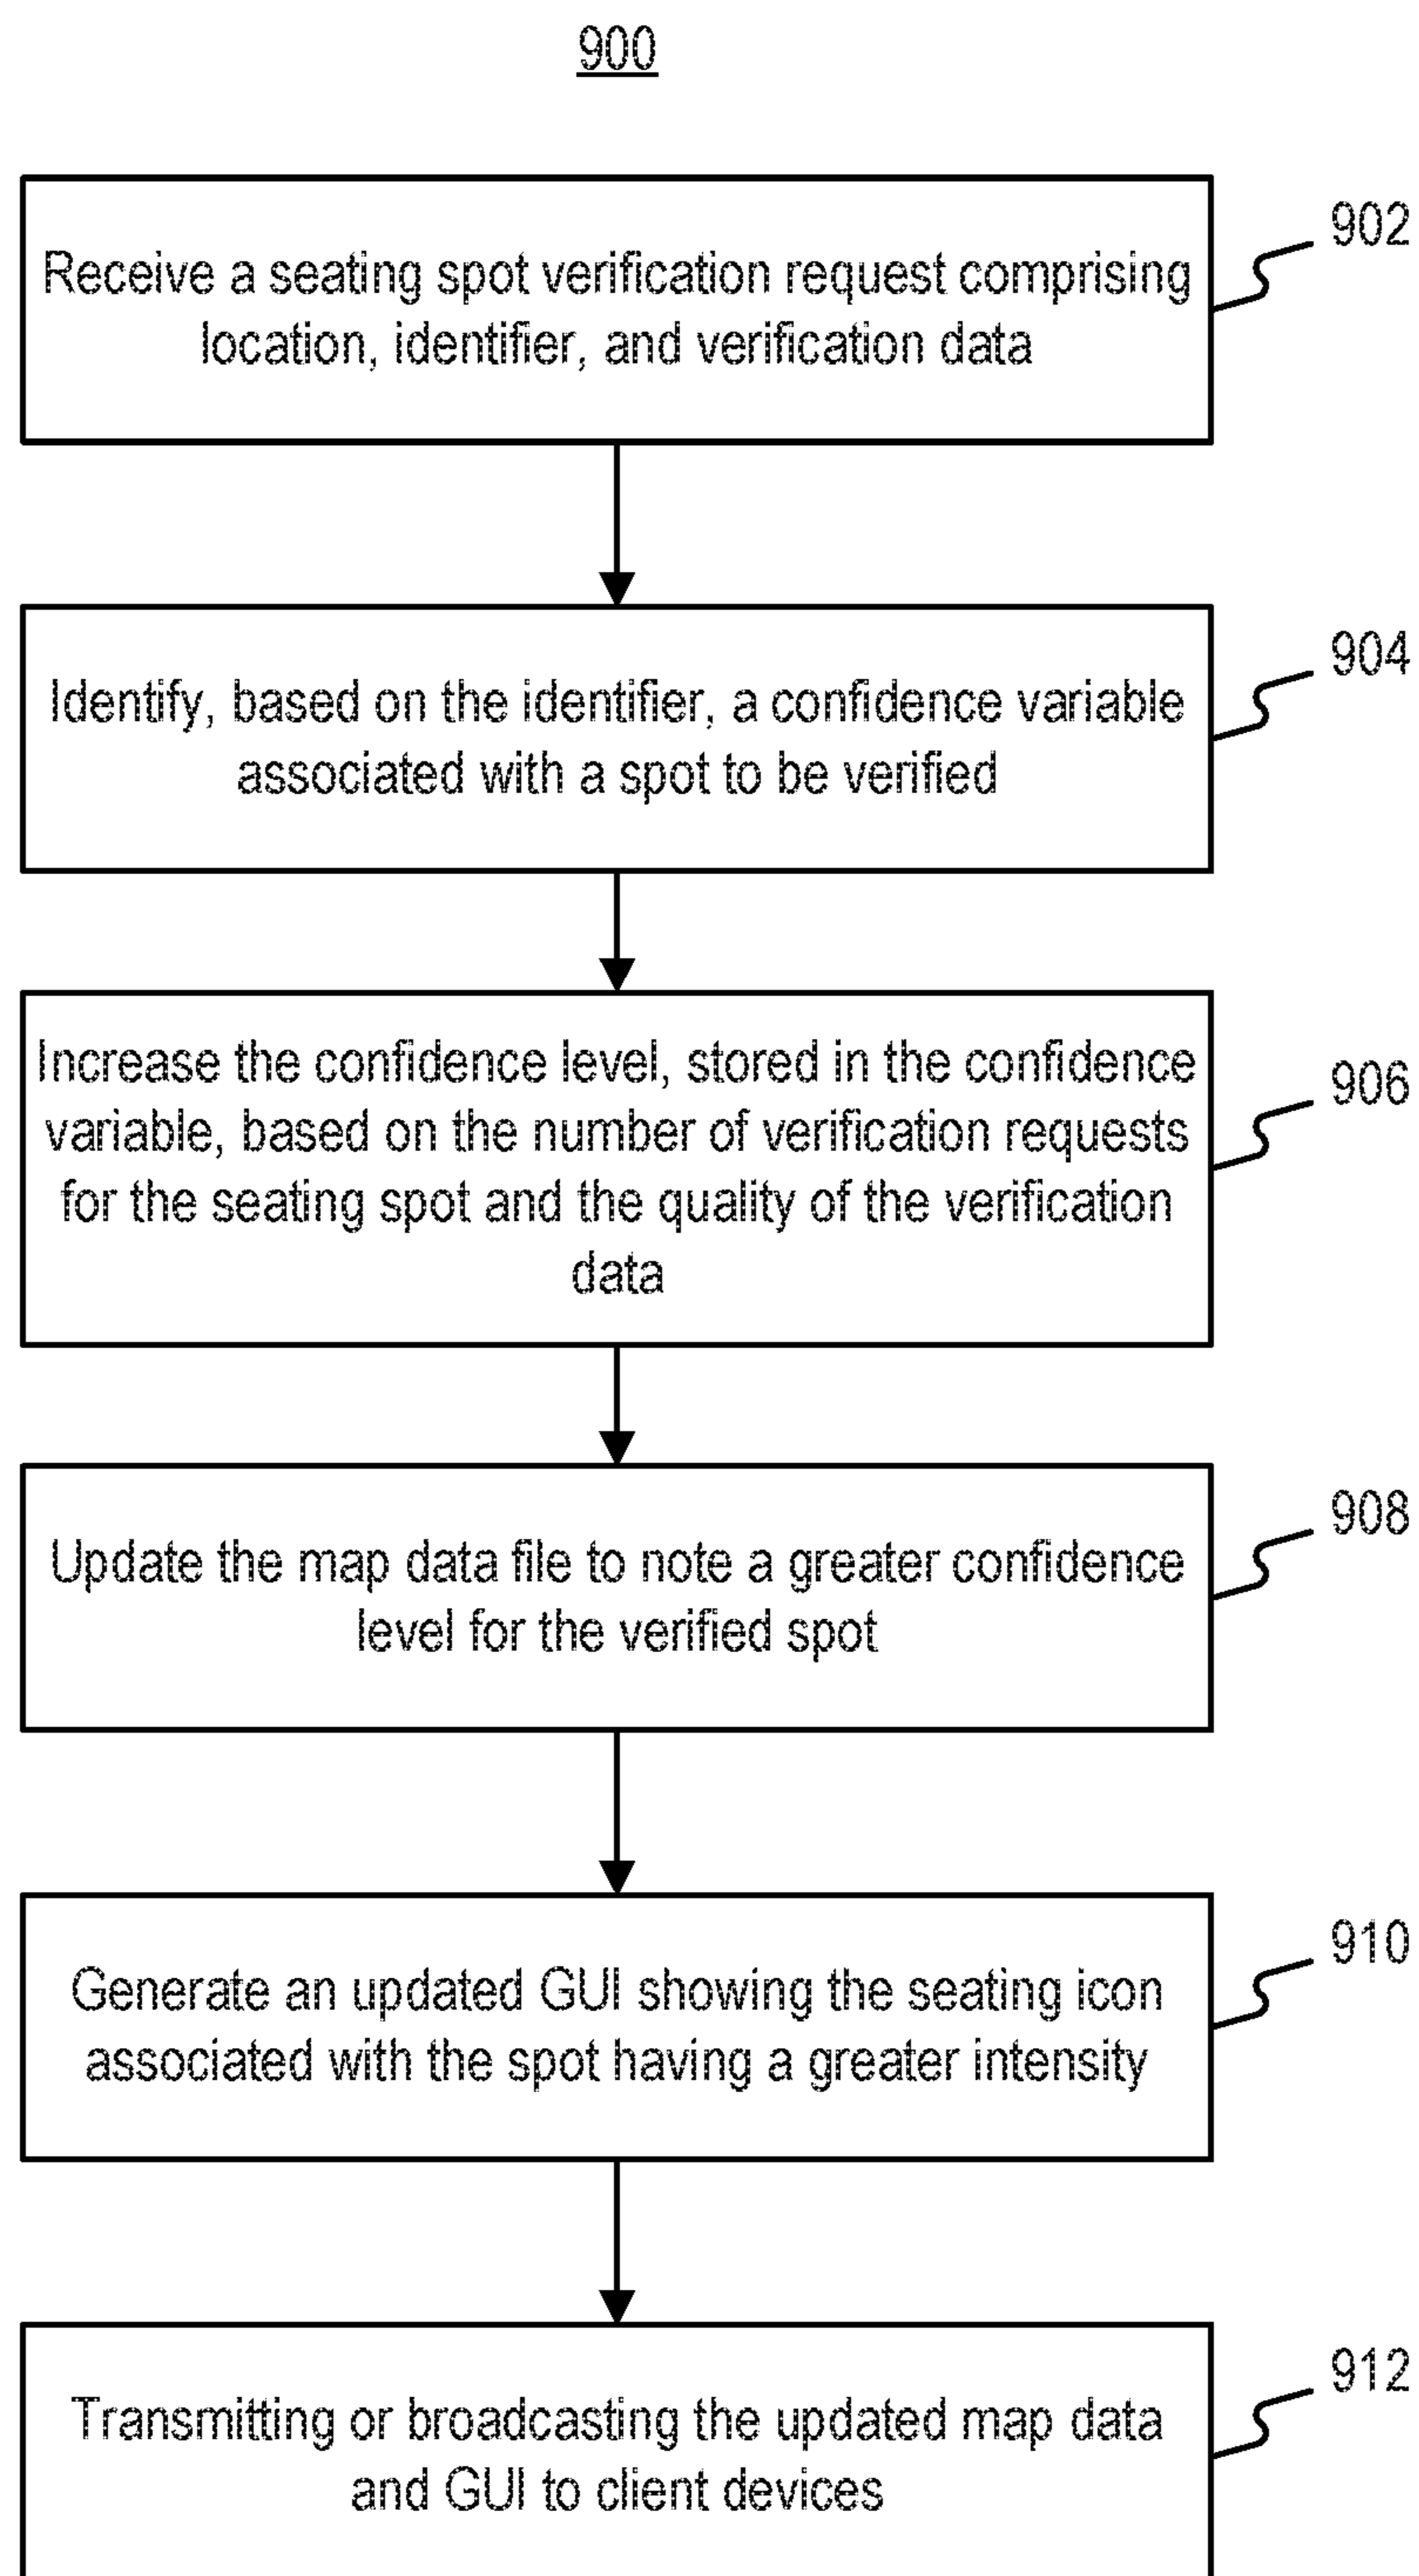 900
Receive a seating spot verification request comprising
location, identifier, and verification data
902
Identify, based on the identifier, a confidence variable
associated with a spot to be verified
904
Increase the confidence level, stored in the confidence
variable, based on the number of verification requests
for the seating spot and the quality of the verification
data
906
Update the map data file to note a greater confidence
level for the verified spot
908
Generate an updated GUI showing the seating icon
associated with the spot having a greater intensity
910
Transmitting or broadcasting the updated map data
and GUI to client devices
912